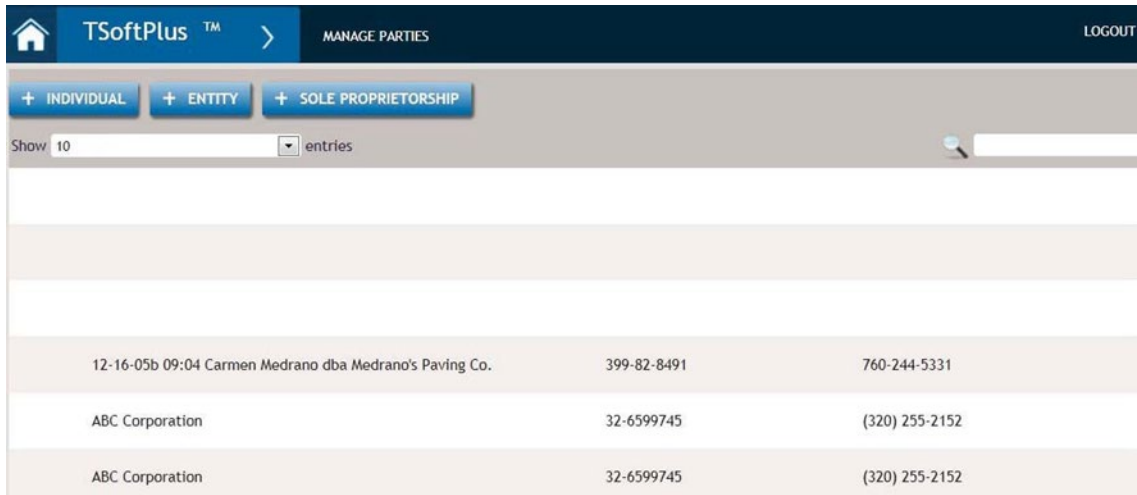 TSoftPlus ™ > MANAGE PARTIES LOGOUT
+ INDIVIDUAL + ENTITY + SOLE PROPRIETORSHIP
Show 10 entries
12-16-05b 09:04 Carmen Medrano dba Medrano's Paving Co. 399-82-8491 760-244-5331
ABC Corporation 32-6599745 (320) 255-2152
ABC Corporation 32-6599745 (320) 255-2152